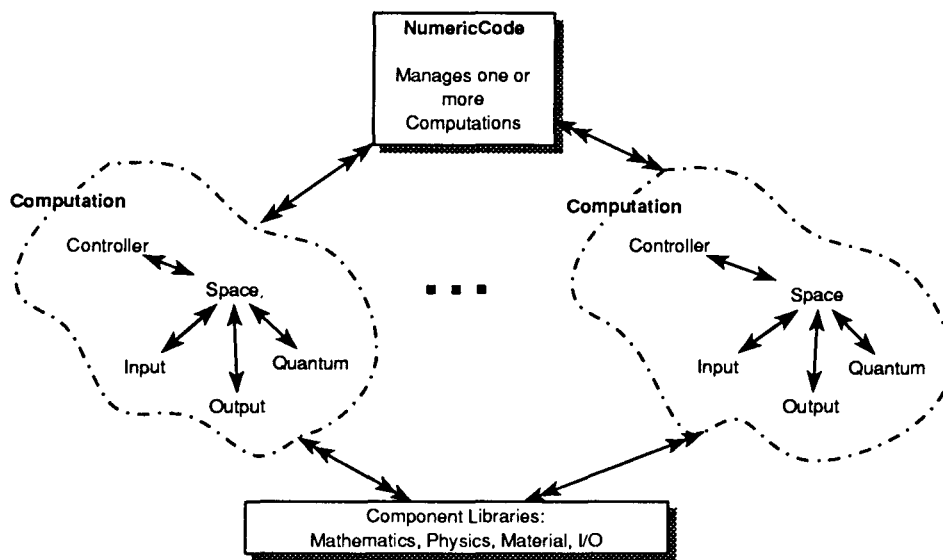 NumericCode
Manages one or
more
Computations
Computation
Controller
Space.
Input
Quantum
Output
Computation
Controller
Space
Input
Quantum
Output
Component Libraries:
Mathematics, Physics, Material, I/O